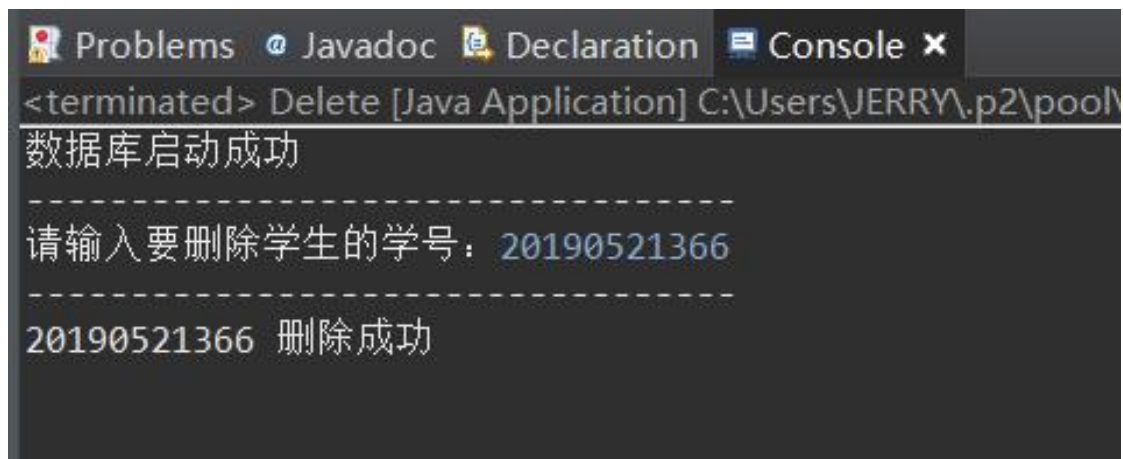 Problems @ Javadoc Declaration Console
<terminated> Delete [Java Application] C:\Users\JERRY\.p2\pool\
数据库启动成功
----------------------------------
请输入要删除学生的学号：20190521366
----------------------------------
20190521366 删除成功